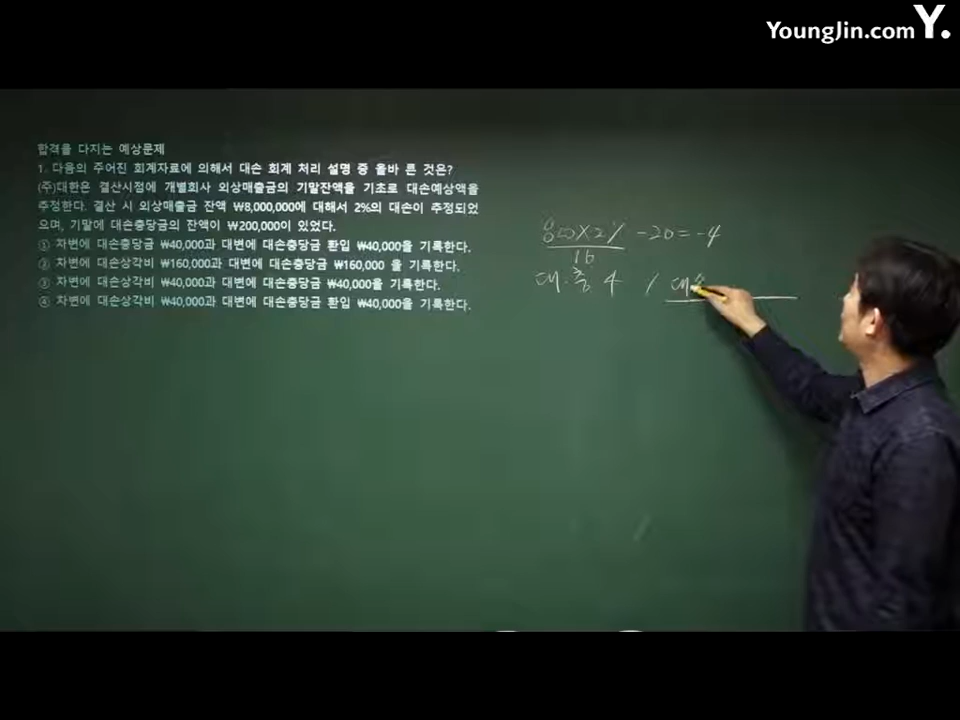 YoungJin.com Y.
합격을 다지는 예상문제
1. 다음의 주어진 회계자료에 의해서 대손 회계 처리 설명 중 올바 른 것은?
(주)대한은 결산시점에 개별회사 외상매출금의 기말잔액을 기초로 대손예상액을
추정한다. 결산 시 외상매출금 잔액 ₩8,000,000에 대해서 2%의 대손이 추정되었
으며, 기말에 대손충당금의 잔액이 ₩200,000이 있었다.
① 차변에 대손충당금 ₩40,000과 대변에 대손충당금 환입 ₩40,000을 기록한다.
② 차변에 대손상각비 ₩160,000과 대변에 대손충당금 ₩160,000 을 기록한다.
③ 차변에 대손상각비 ₩40,000과 대변에 대손충당금 ₩40,000을 기록한다.
④ 차변에 대손상각비 ₩40,000과 대변에 대손충당금 환입 ₩40,000을 기록한다.
800×2% -20=-4
16
대.충 4 / 대